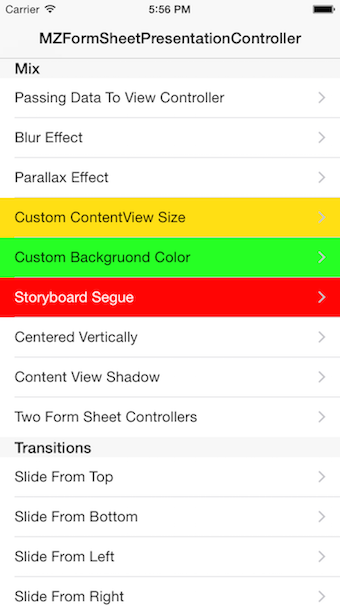 Carrier 5:56 PM
MZFormSheetPresentationController
Mix
Passing Data To View Controller
Blur Effect
Parallax Effect
Custom ContentView Size
Custom Backgruond Color
Storyboard Segue
Centered Vertically
Content View Shadow
Two Form Sheet Controllers
Transitions
Slide From Top
Slide From Bottom
Slide From Left
Slide From Right